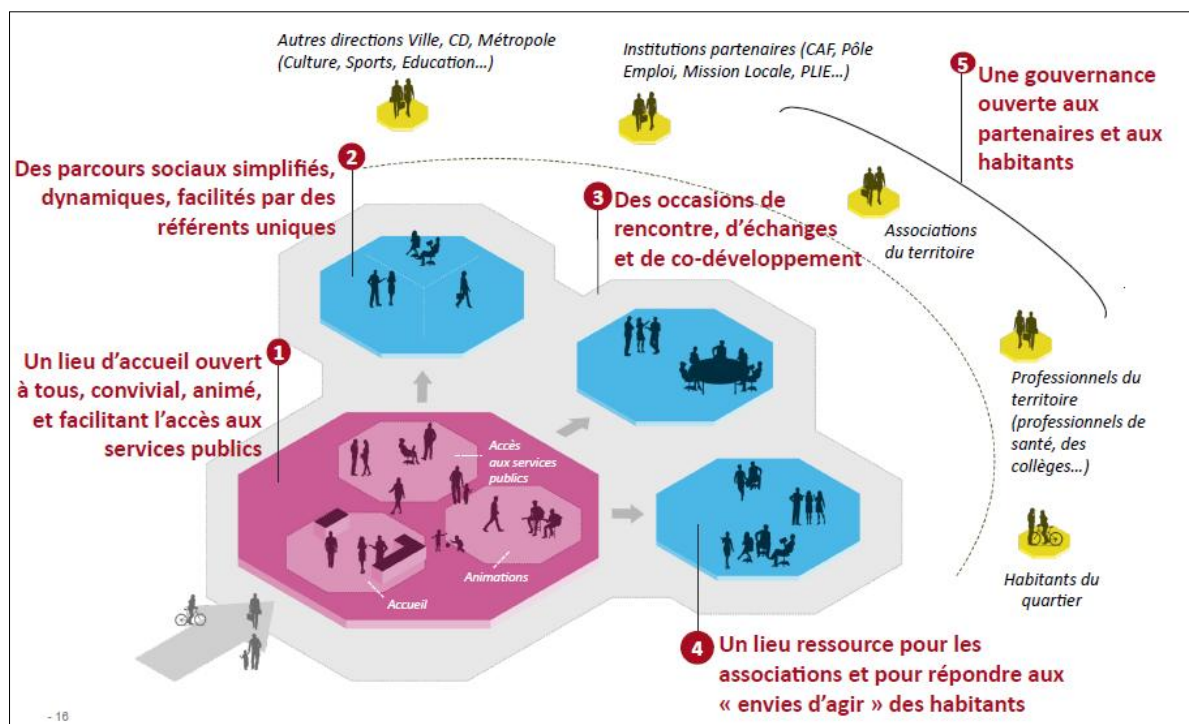 Autres directions Ville, CD, Métropole
(Culture, Sports, Education...)
Institutions partenaires (CAF, Pôle
Emploi, Mission Locale, PLIE...)
5
Une gouvernance
ouverte aux
partenaires et aux
habitants
2
Des parcours sociaux simplifiés,
dynamiques, facilités par des
référents uniques
3
Des occasions de
rencontre, d'échanges
et de co-développement
Associations
du territoire
1
Un lieu d'accueil ouvert
à tous, convivial, animé,
et facilitant l'accès aux
services publics
Accès
aux services
publics
Animations
Accueil
Professionnels du
territoire
(professionnels de
santé, des
collèges...)
Habitants du
quartier
4
Un lieu ressource pour les
associations et pour répondre aux
« envies d'agir » des habitants
- 16